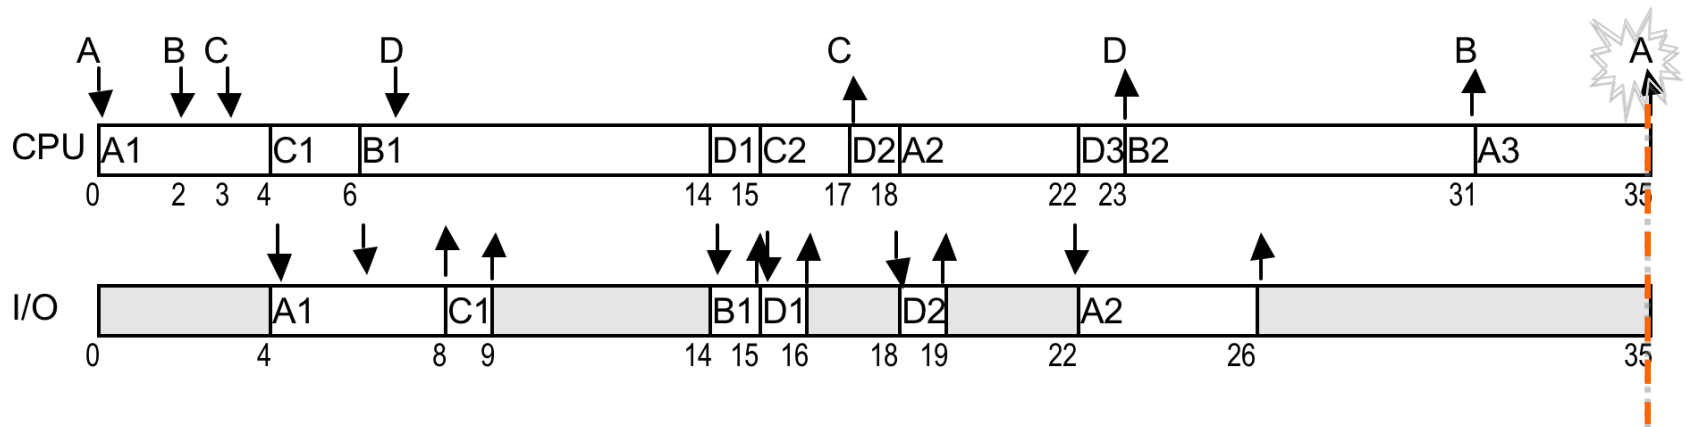 A B C D C D B A
CPU A1 C1 B1 D1 C2 D2 A2 D3 B2 A3
0 2 3 4 6 14 15 17 18 22 23 31 35
I/O A1 C1 B1 D1 D2 A2
0 4 8 9 14 15 16 18 19 22 26 35